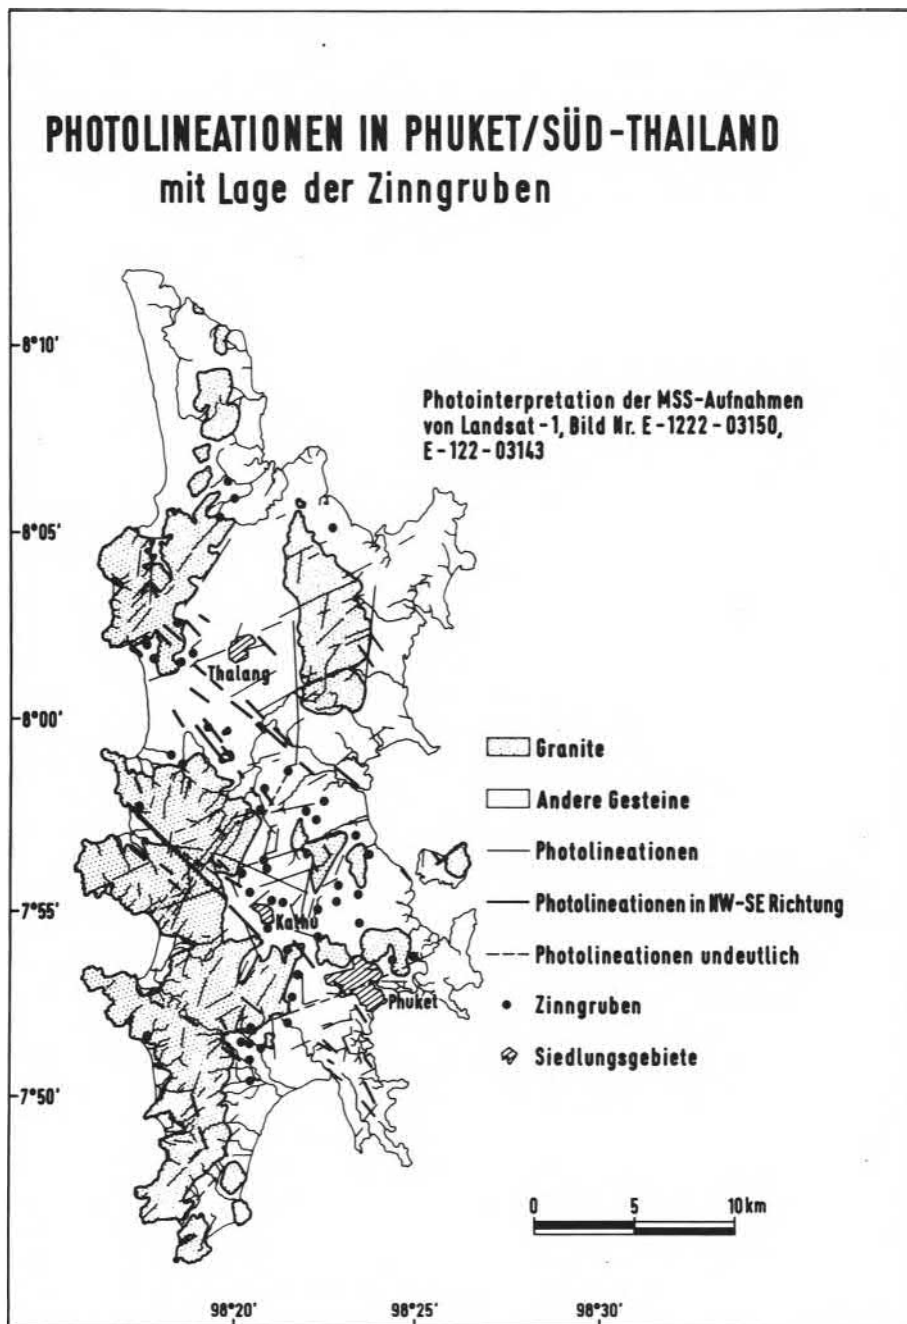 PHOTOLINEATIONEN IN PHUKET/SÜD-THAILAND
mit Lage der Zinngruben
8°10'
Photointerpretation der MSS-Aufnahmen
von Landsat-1, Bild Nr. E-1222-03150,
E-122-03143
8°05'
Thalang
8°00'
Granite
Andere Gesteine
Photolineationen
Photolineationen in NW-SE Richtung
7°55'
Kathu
Photolineationen undeutlich
Phuket
Zinngruben
Siedlungsgebiete
7°50'
0 5 10 km
98°20' 98°25' 98°30'